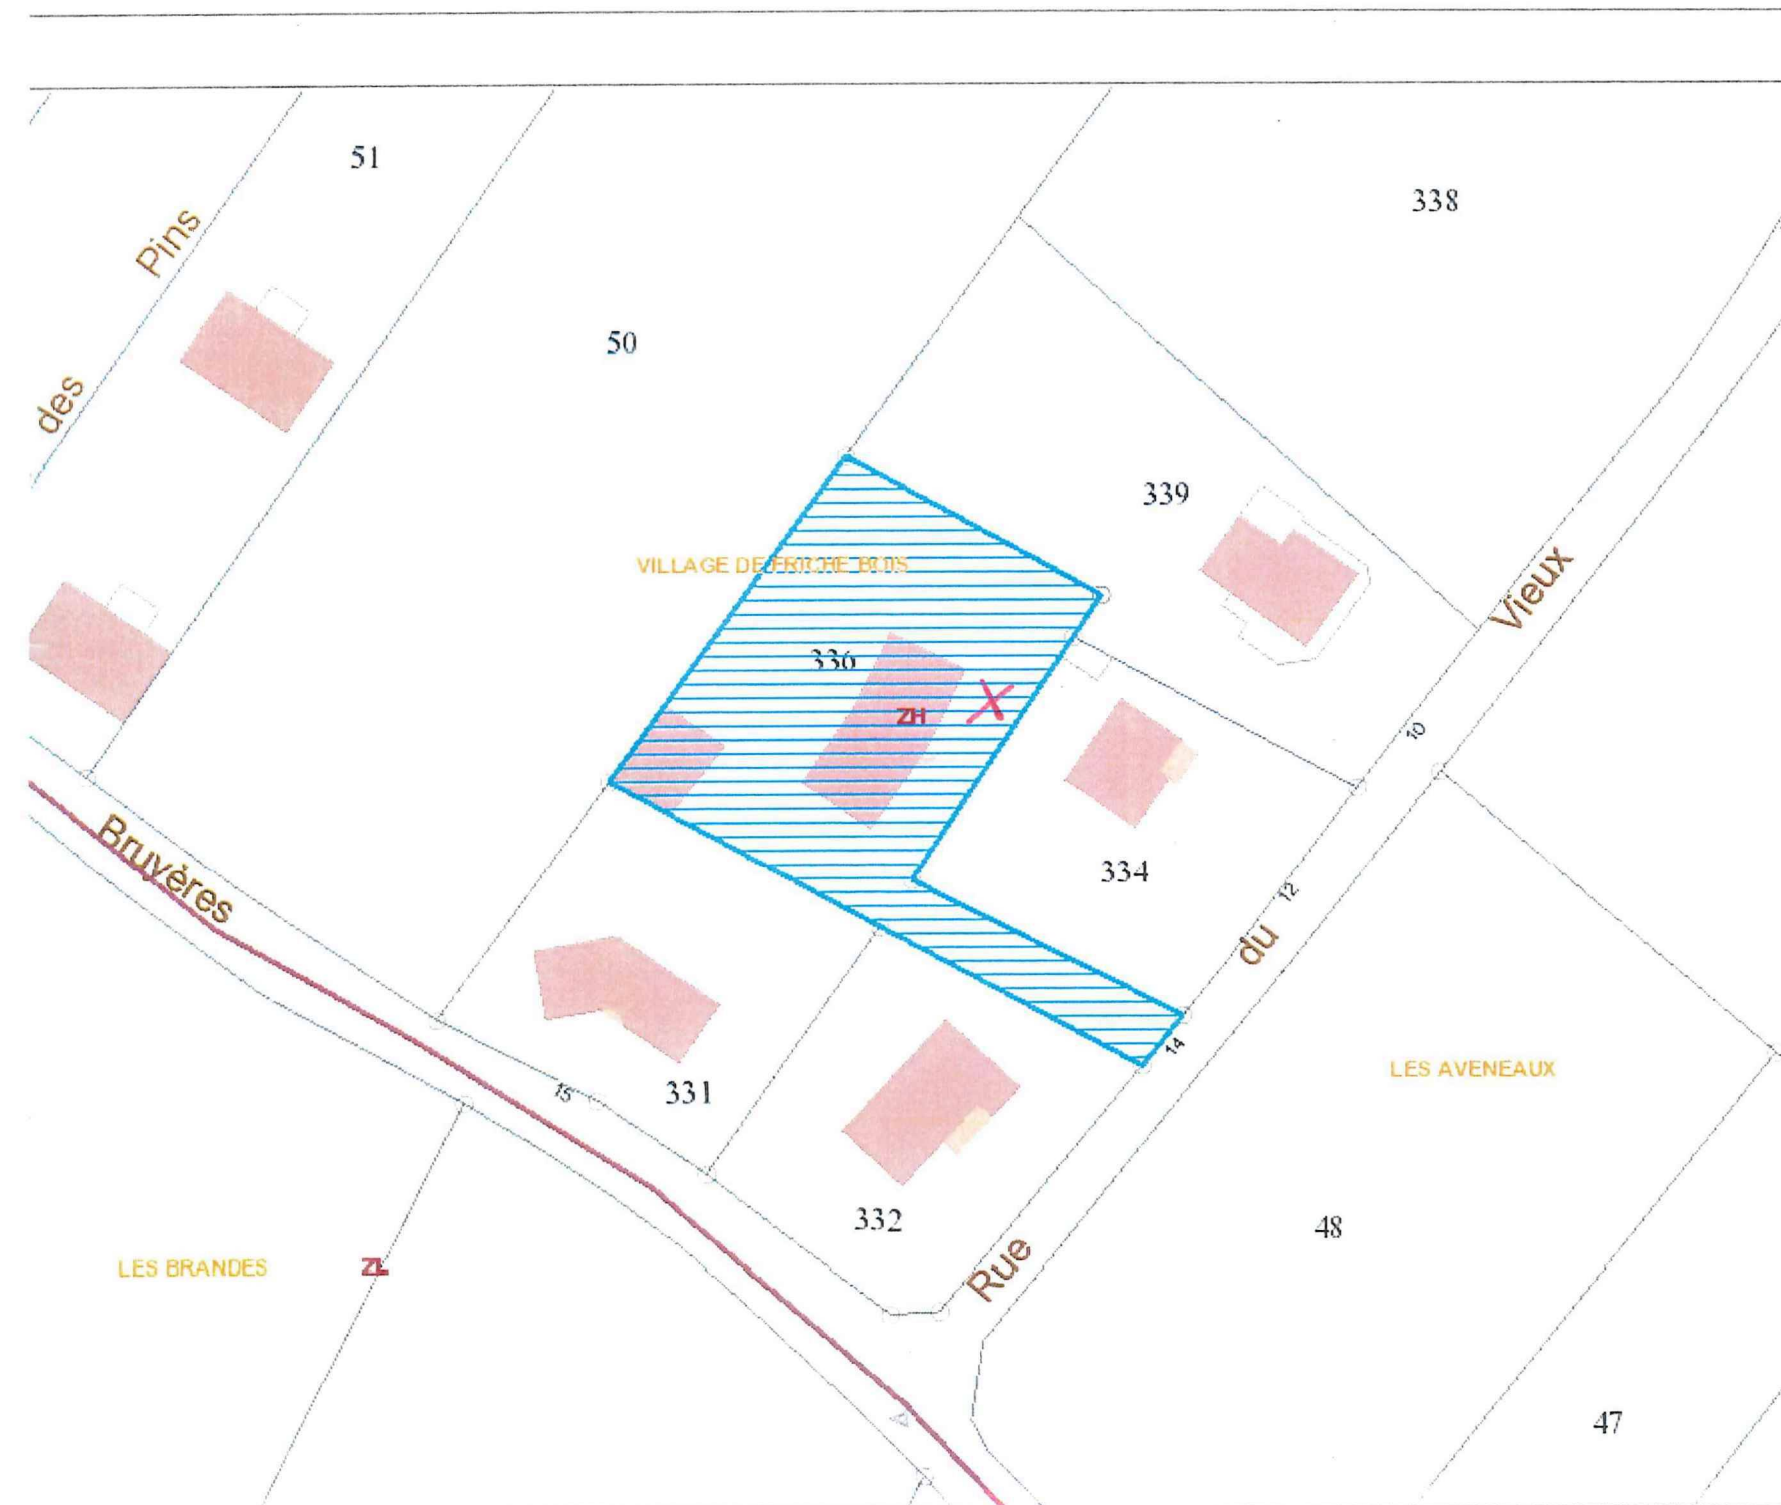 51
338
Pins
50
des
339
VILLAGE DE FRICHE BOIS
Vieux
336
ZH
10
Bruyères
334
12
du
14
LES AVENEAUX
15
331
332
48
Rue
LES BRANDES
ZL
47